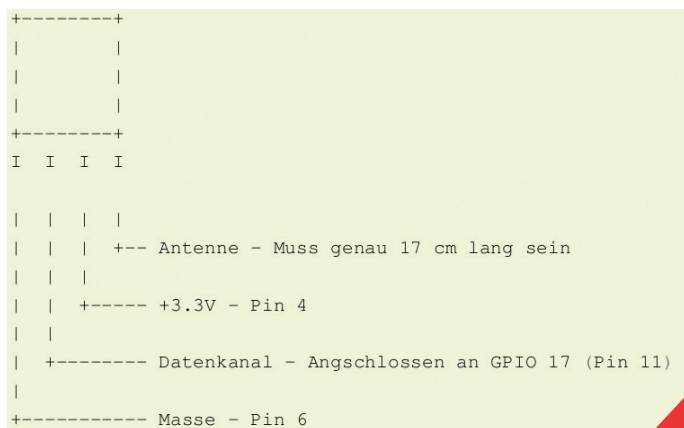 +--------+
|        |
|        |
|        |
+--------+
I  I  I  I

|  |  |  |
|  |  |  +-- Antenne - Muss genau 17 cm lang sein
|  |  |
|  |  +----- +3.3V - Pin 4
|  |
|  +-------- Datenkanal - Angschlossen an GPIO 17 (Pin 11)
|
+----------- Masse - Pin 6